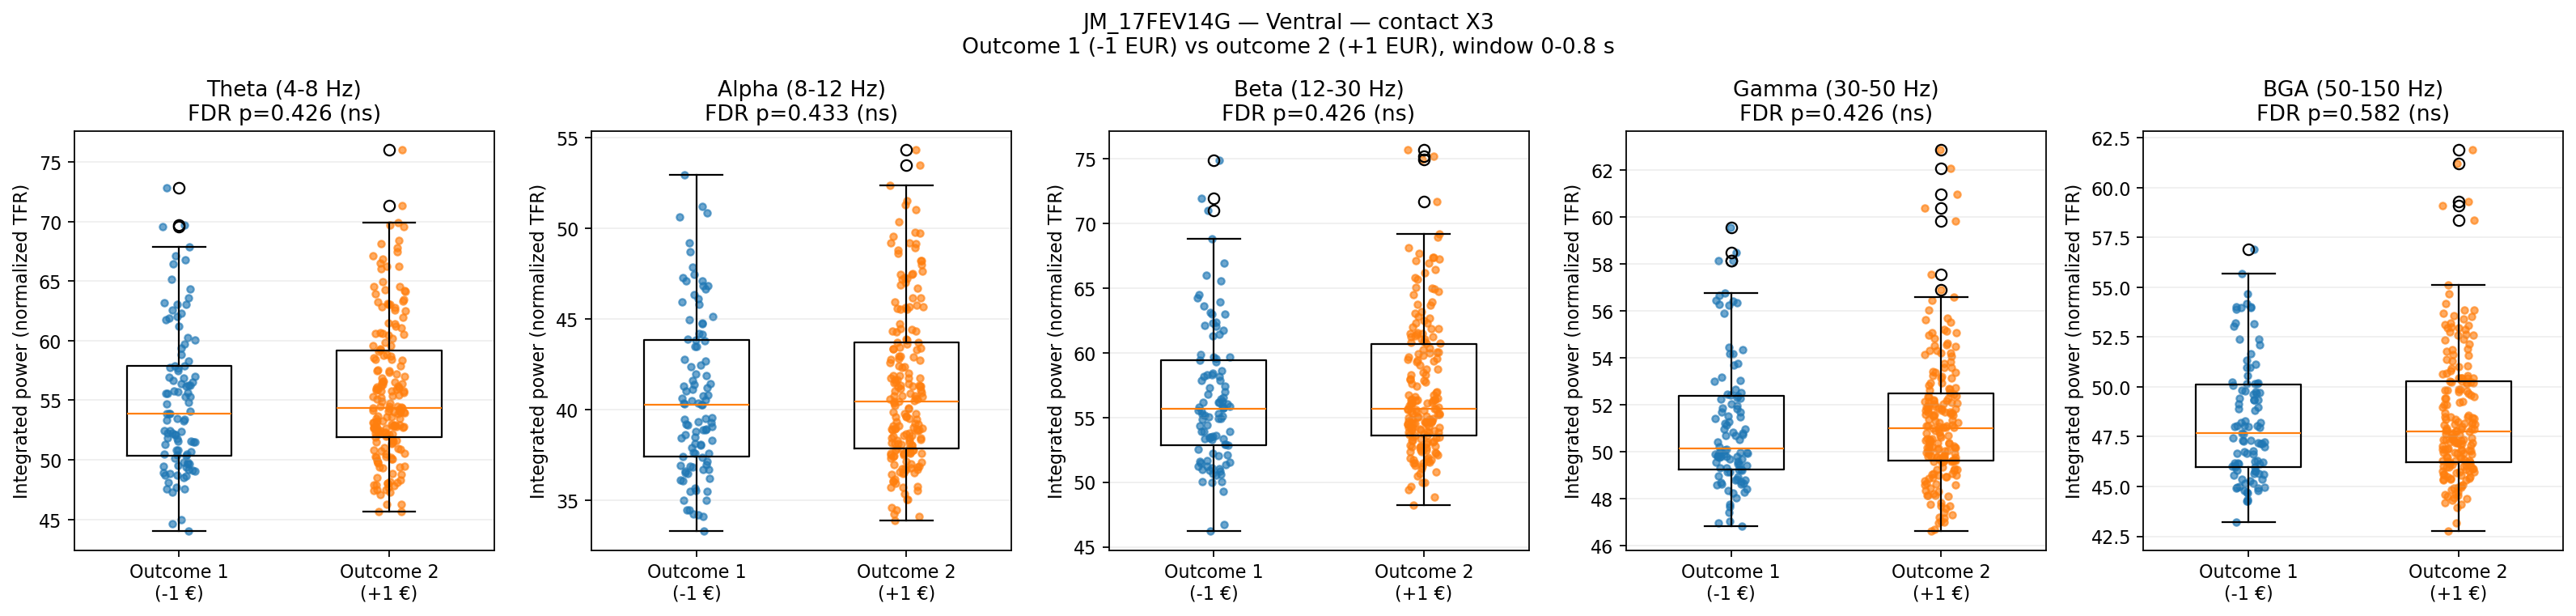 JM_17FEV14G — Ventral — contact X3
Outcome 1 (-1 EUR) vs outcome 2 (+1 EUR), window 0-0.8 s
Theta (4-8 Hz)
FDR p=0.426 (ns)
Integrated power (normalized TFR)
75
70
65
60
55
50
45
Outcome 1
(-1 €)
Outcome 2
(+1 €)
Alpha (8-12 Hz)
FDR p=0.433 (ns)
Integrated power (normalized TFR)
55
50
45
40
35
Outcome 1
(-1 €)
Outcome 2
(+1 €)
Beta (12-30 Hz)
FDR p=0.426 (ns)
Integrated power (normalized TFR)
75
70
65
60
55
50
45
Outcome 1
(-1 €)
Outcome 2
(+1 €)
Gamma (30-50 Hz)
FDR p=0.426 (ns)
Integrated power (normalized TFR)
62
60
58
56
54
52
50
48
46
Outcome 1
(-1 €)
Outcome 2
(+1 €)
BGA (50-150 Hz)
FDR p=0.582 (ns)
Integrated power (normalized TFR)
62.5
60.0
57.5
55.0
52.5
50.0
47.5
45.0
42.5
Outcome 1
(-1 €)
Outcome 2
(+1 €)